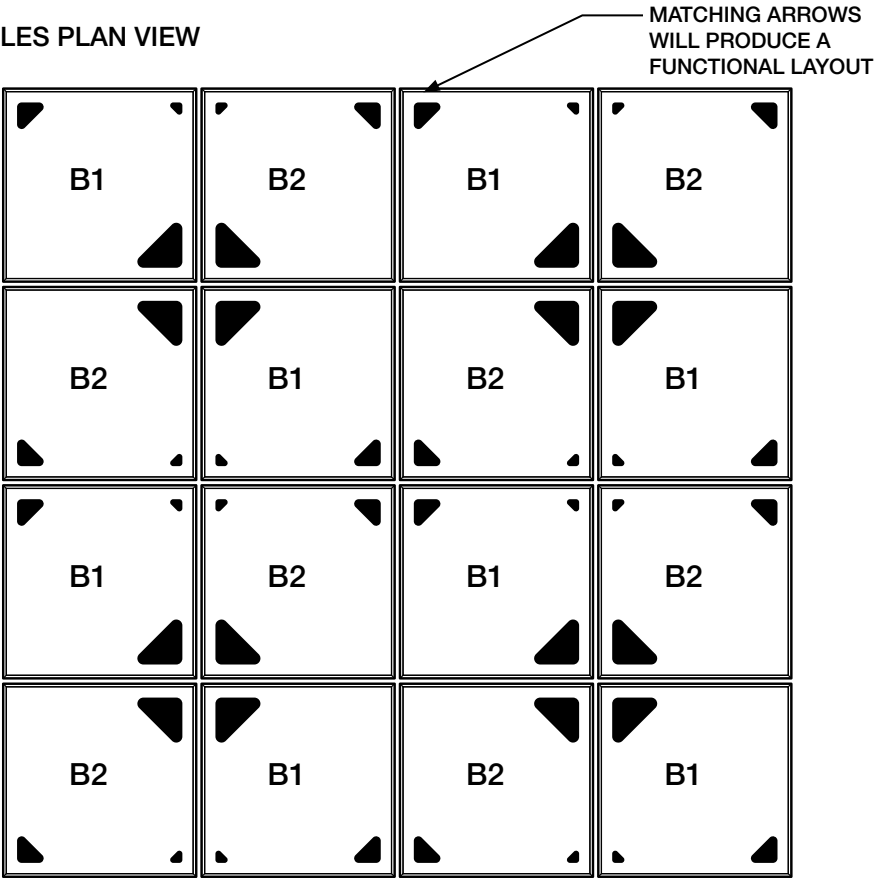 LES PLAN VIEW
MATCHING ARROWS
WILL PRODUCE A
FUNCTIONAL LAYOUT
B1 B2 B1 B2
B2 B1 B2 B1
B1 B2 B1 B2
B2 B1 B2 B1